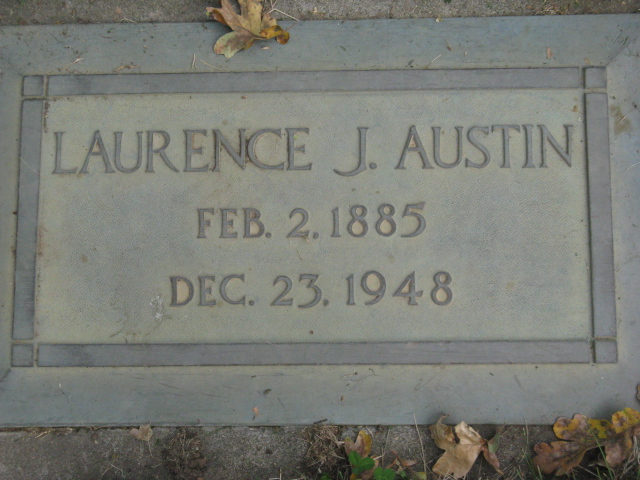 LAURENCE J. AUSTIN
FEB. 2. 1885
DEC. 23. 1948